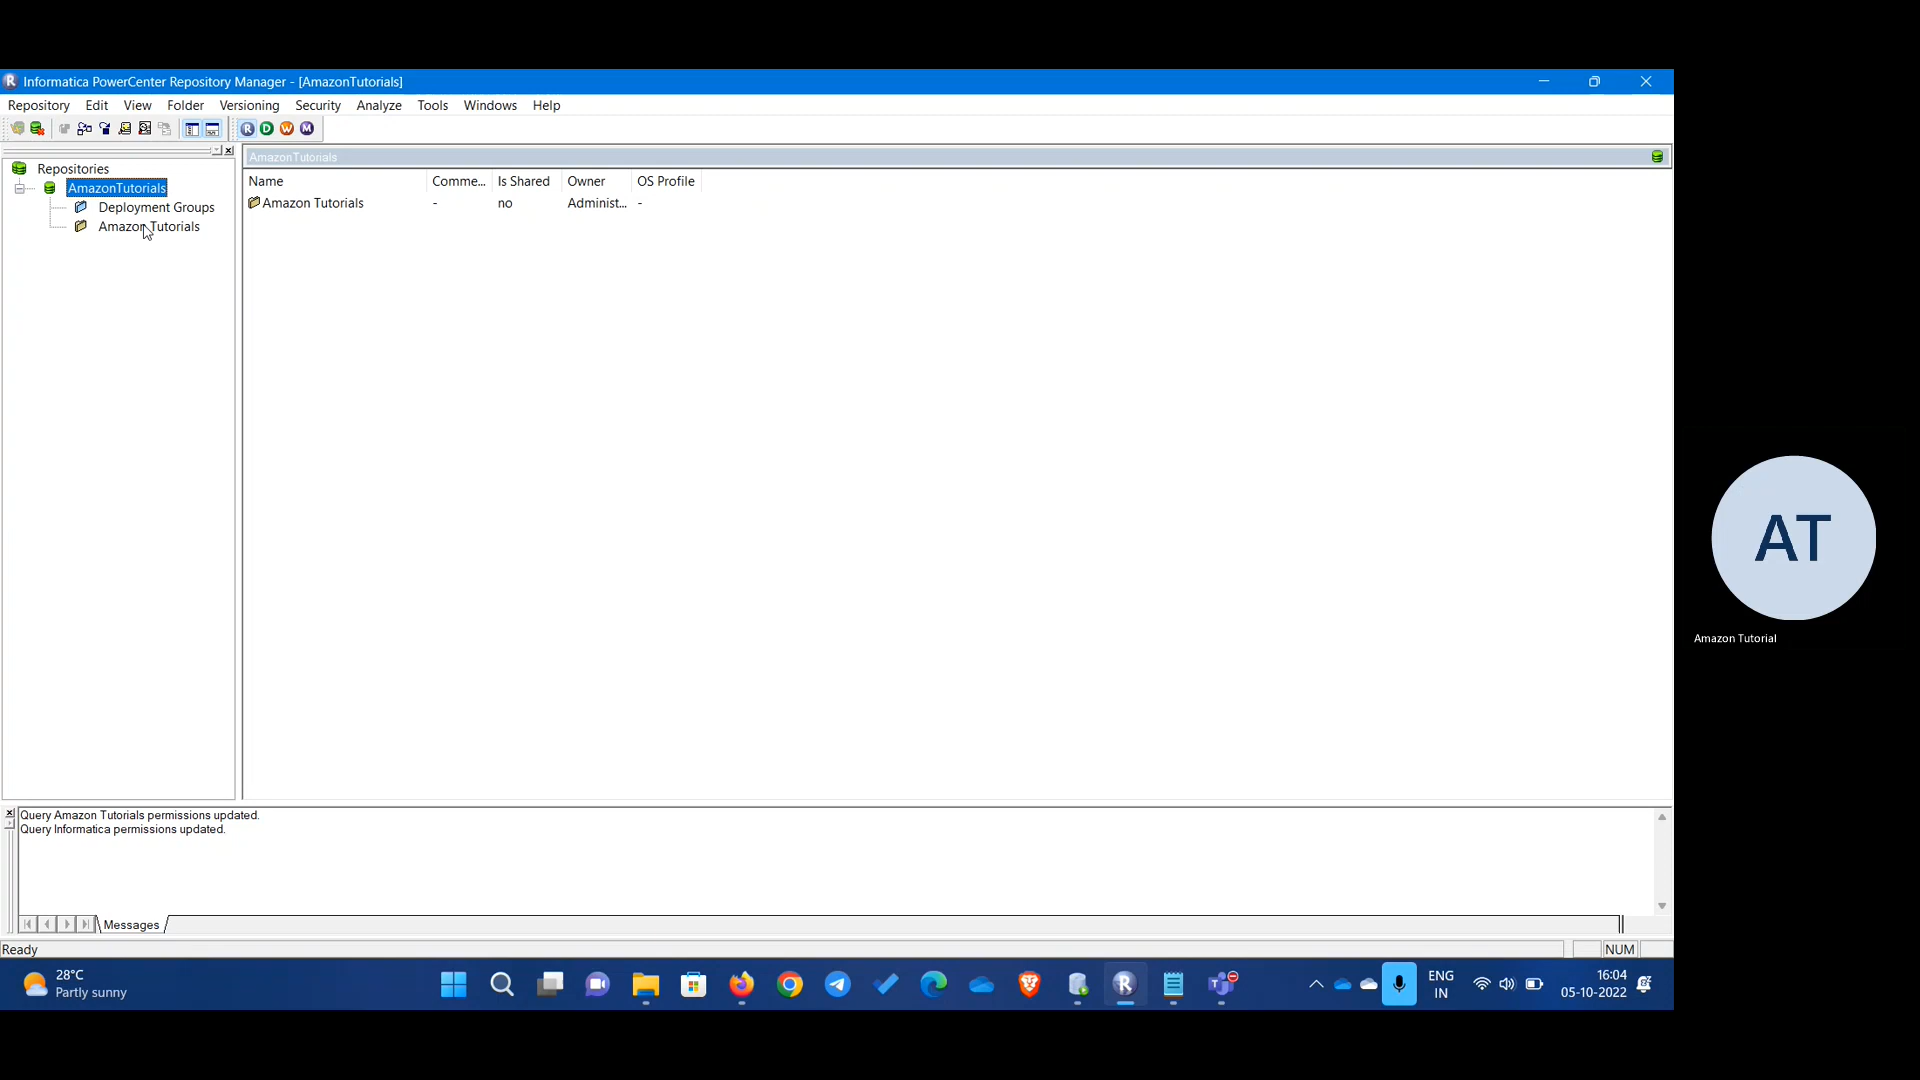 Informatica PowerCenter Repository Manager - [AmazonTutorials]
Repository Edit View Folder Versioning Security Analyze Tools Windows Help
R D W M
Repositories
AmazonTutorials
Deployment Groups
Amazon Tutorials
AmazonTutorials
Name Comme... Is Shared Owner OS Profile
Amazon Tutorials - no Administ... -
Query Amazon Tutorials permissions updated.
Query Informatica permissions updated.
Messages
Ready
NUM
28°C
Partly sunny
ENG
IN
16:04
05-10-2022
AT
Amazon Tutorial